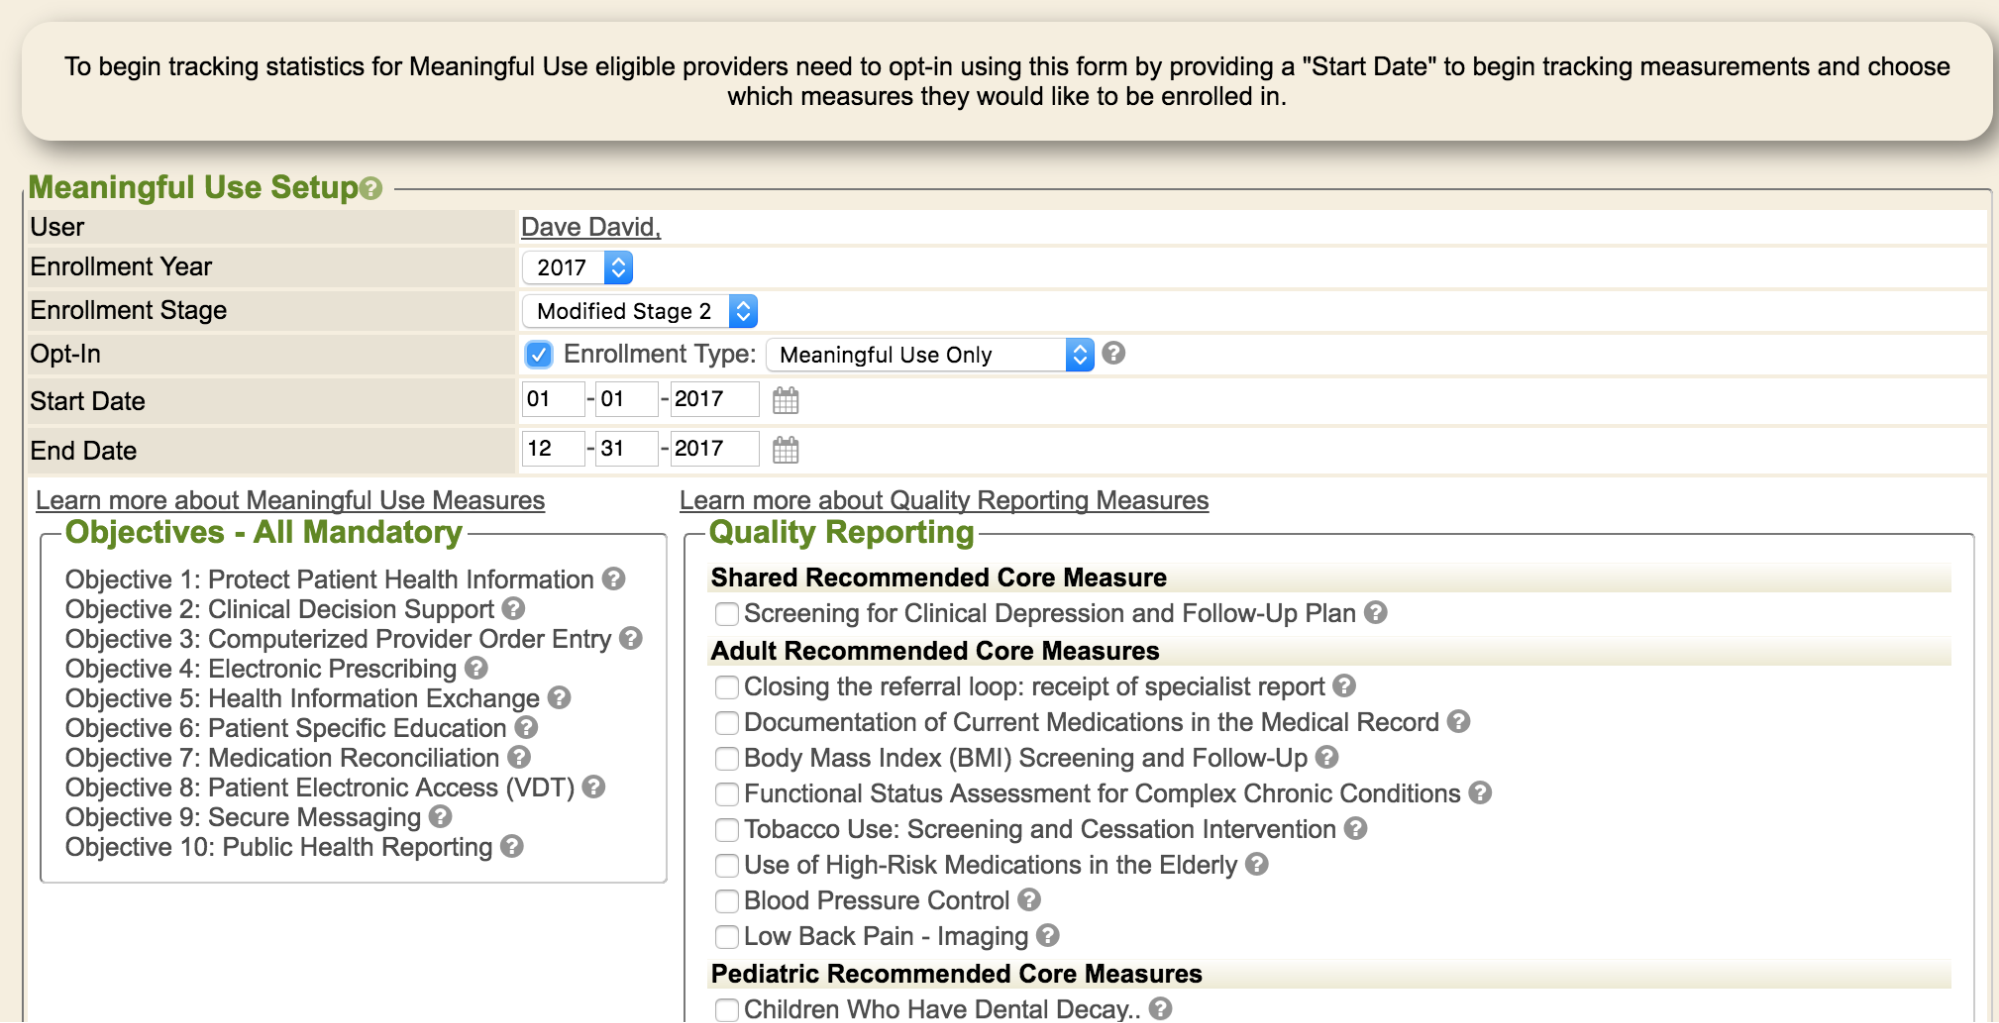 To begin tracking statistics for Meaningful Use eligible providers need to opt-in using this form by providing a "Start Date" to begin tracking measurements and choose
which measures they would like to be enrolled in.
Meaningful Use Setup?
User Dave David,
Enrollment Year 2017
Enrollment Stage Modified Stage 2
Opt-In Enrollment Type: Meaningful Use Only ?
Start Date 01 - 01 - 2017
End Date 12 - 31 - 2017
Learn more about Meaningful Use Measures
Objectives - All Mandatory
Objective 1: Protect Patient Health Information ?
Objective 2: Clinical Decision Support ?
Objective 3: Computerized Provider Order Entry ?
Objective 4: Electronic Prescribing ?
Objective 5: Health Information Exchange ?
Objective 6: Patient Specific Education ?
Objective 7: Medication Reconciliation ?
Objective 8: Patient Electronic Access (VDT) ?
Objective 9: Secure Messaging ?
Objective 10: Public Health Reporting ?
Learn more about Quality Reporting Measures
Quality Reporting
Shared Recommended Core Measure
Screening for Clinical Depression and Follow-Up Plan ?
Adult Recommended Core Measures
Closing the referral loop: receipt of specialist report ?
Documentation of Current Medications in the Medical Record ?
Body Mass Index (BMI) Screening and Follow-Up ?
Functional Status Assessment for Complex Chronic Conditions ?
Tobacco Use: Screening and Cessation Intervention ?
Use of High-Risk Medications in the Elderly ?
Blood Pressure Control ?
Low Back Pain - Imaging ?
Pediatric Recommended Core Measures
Children Who Have Dental Decay.. ?